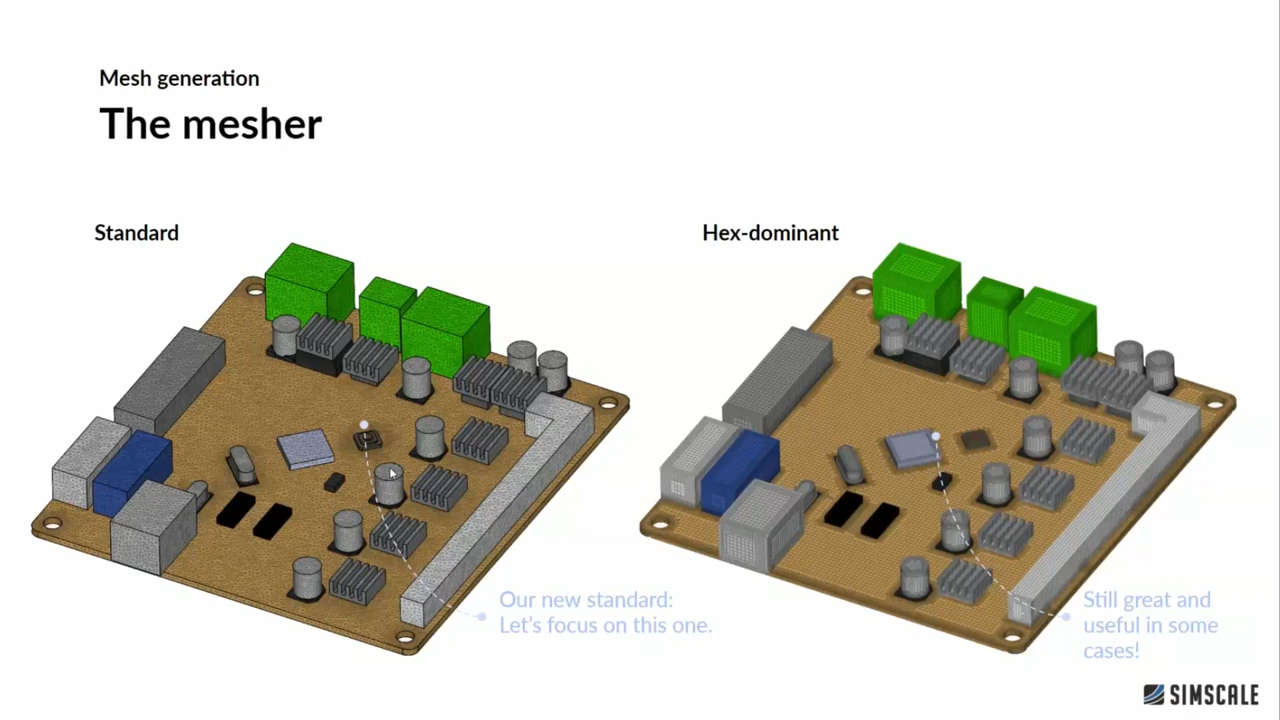 Mesh generation
The mesher
Standard
Hex-dominant
Our new standard:
Let's focus on this one.
Still great and
useful in some
cases!
SIMSCALE